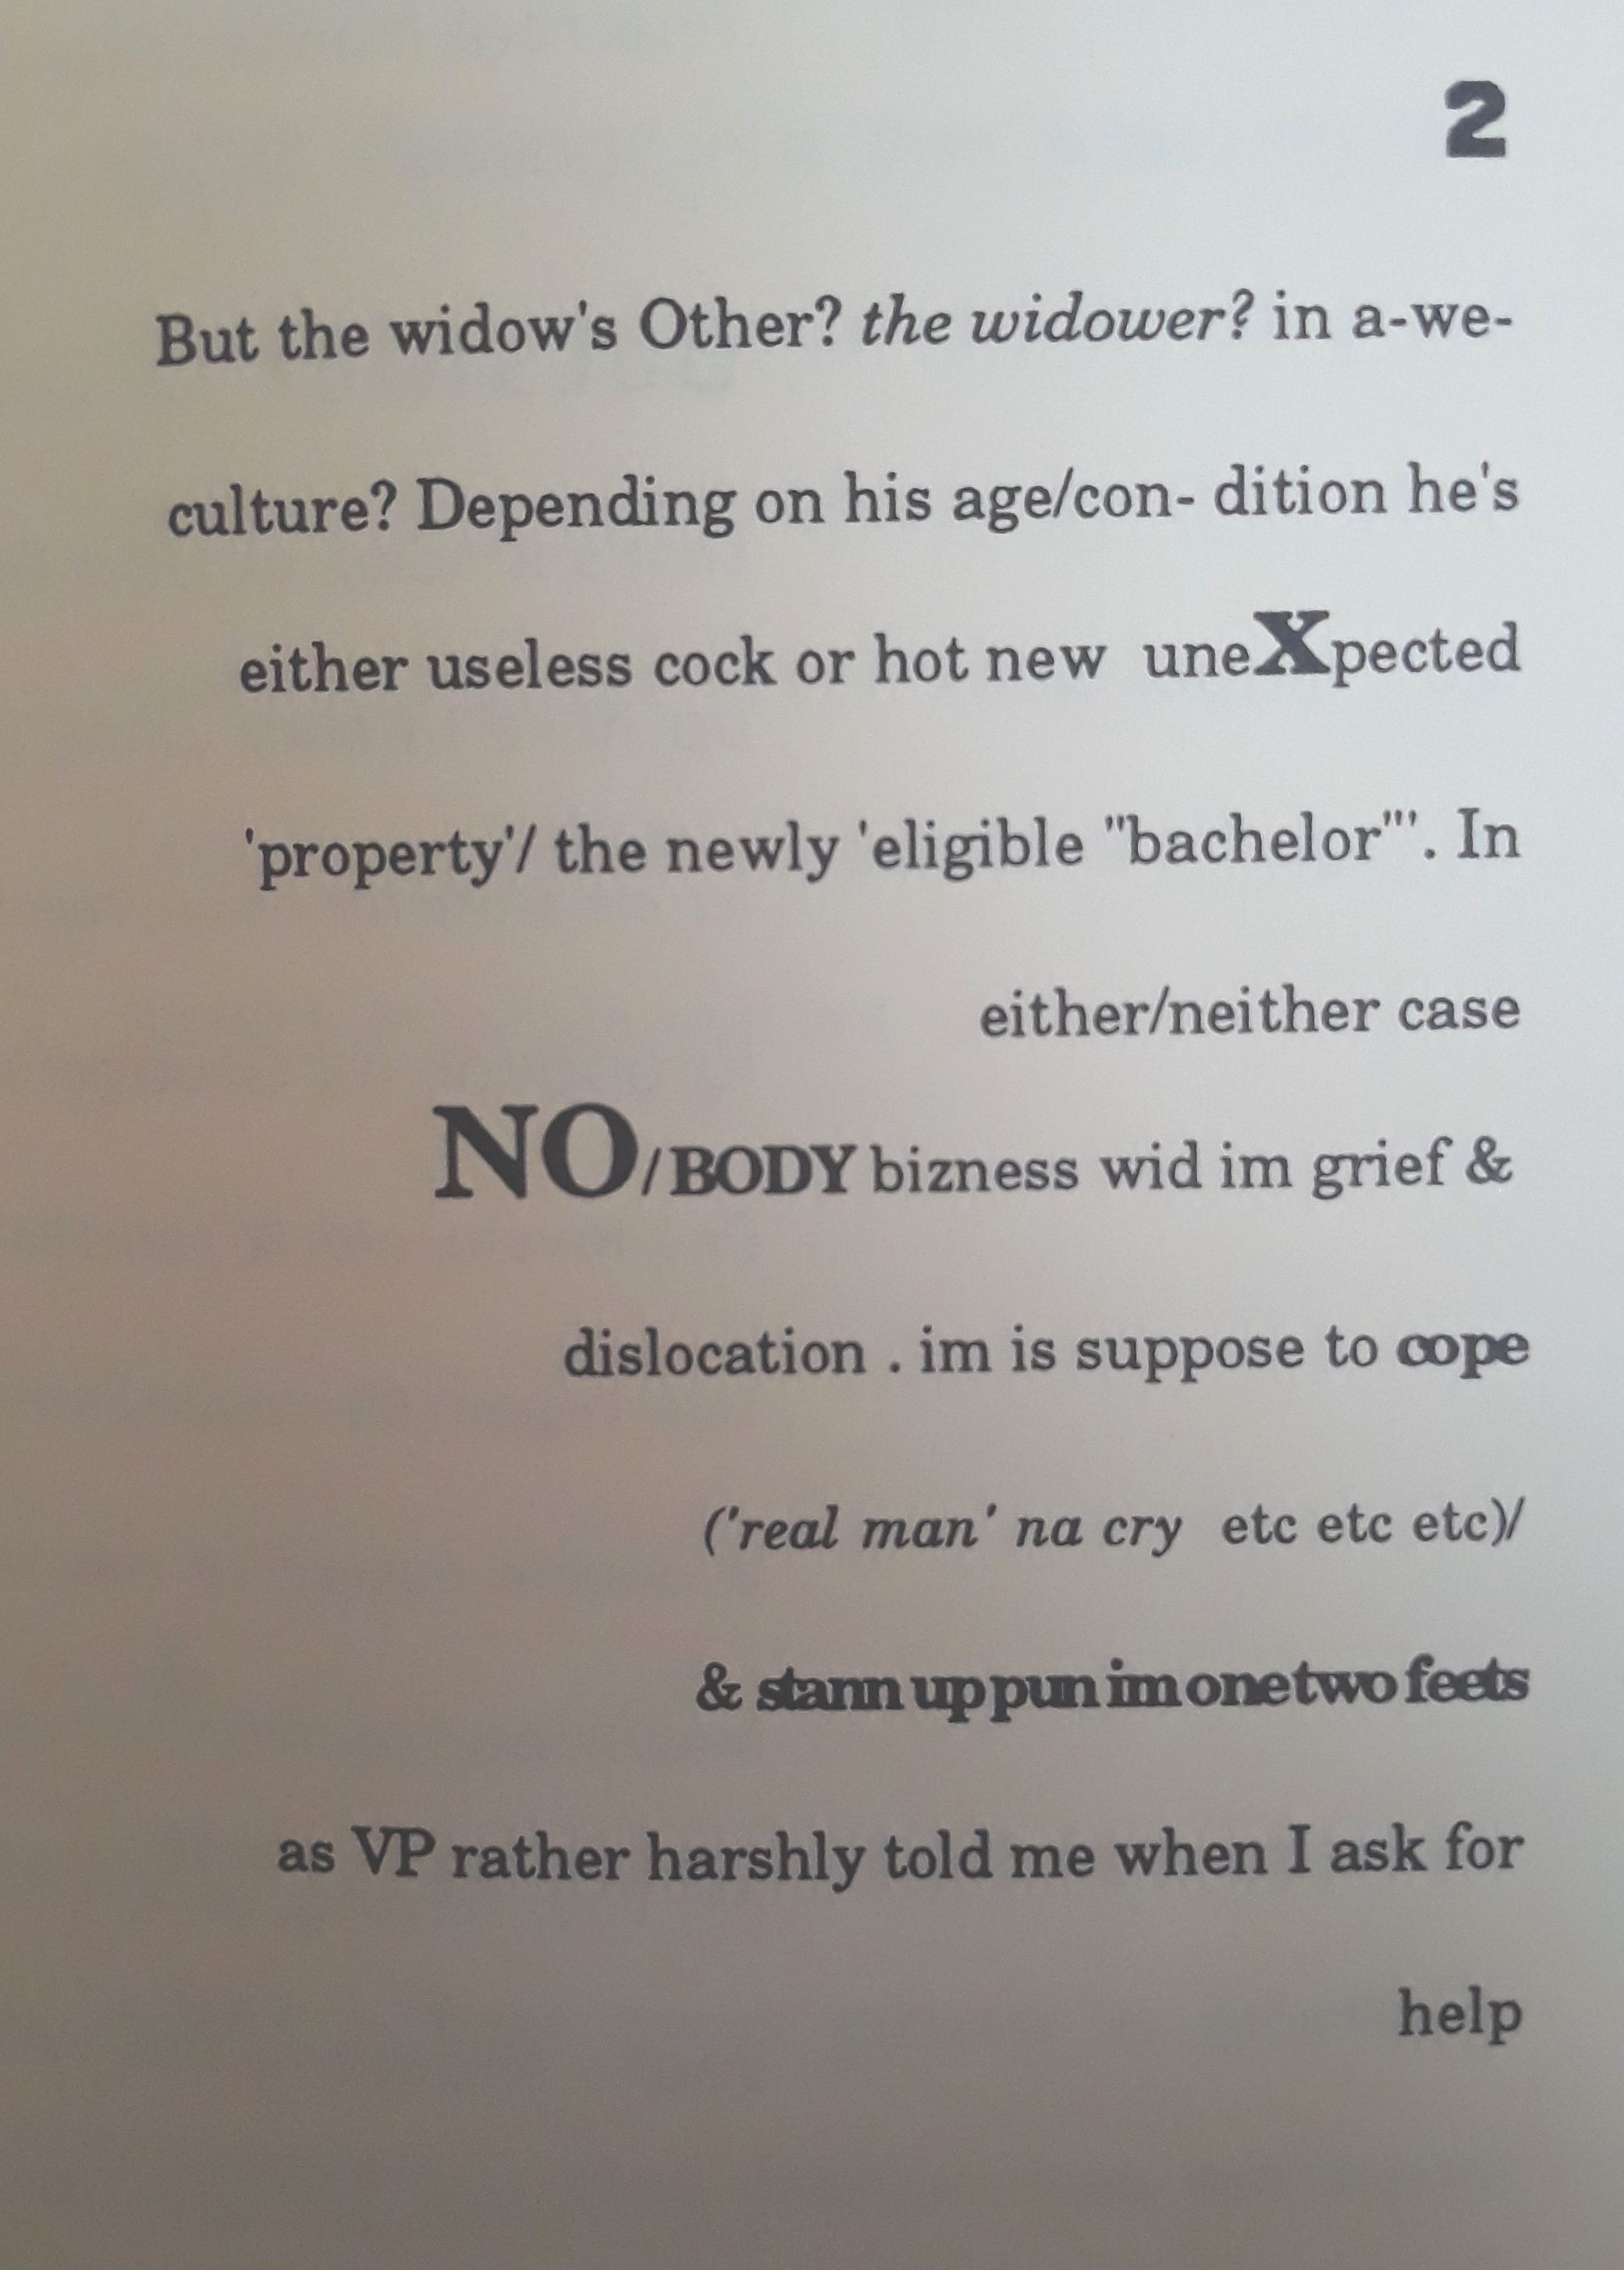 2
But the widow's Other? the widower? in a-we-
culture? Depending on his age/con- dition he's
either useless cock or hot new uneXpected
'property'/ the newly 'eligible "bachelor"'. In
either/neither case
NO/BODY bizness wid im grief &
dislocation . im is suppose to cope
('real man' na cry etc etc etc)/
& stann up pun im one two feets
as VP rather harshly told me when I ask for
help